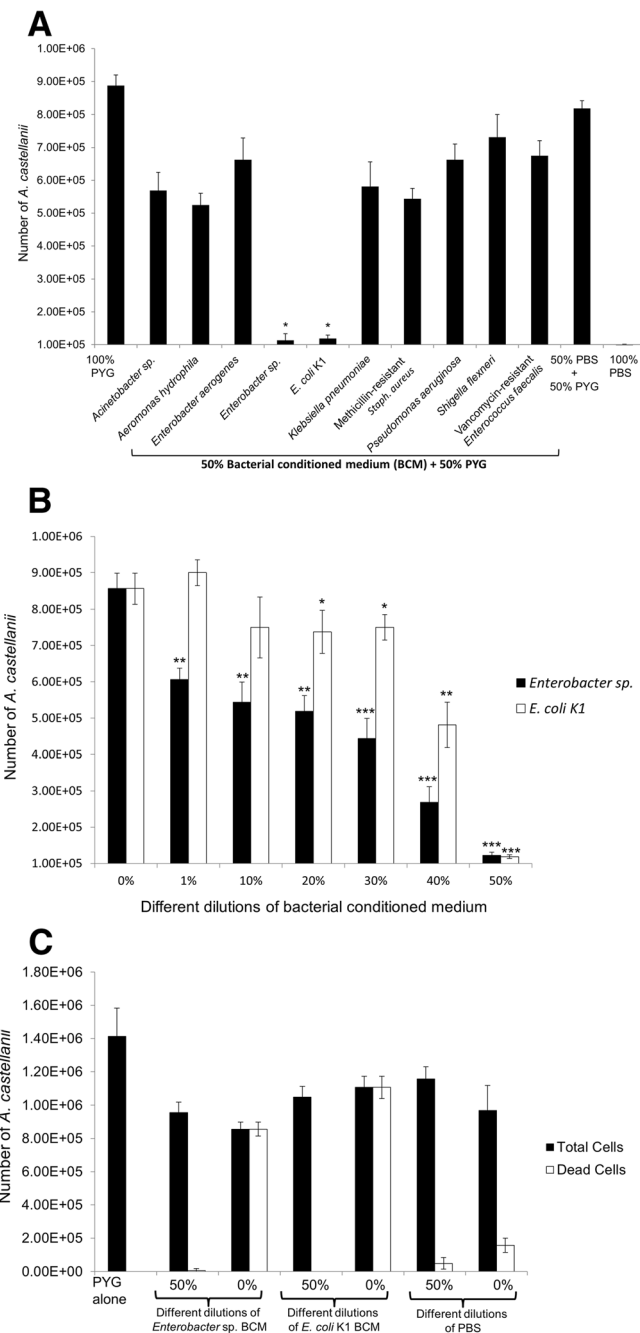 A
1.00E+06
9.00E+05
8.00E+05
7.00E+05
6.00E+05
5.00E+05
4.00E+05
3.00E+05
2.00E+05
1.00E+05
Number of A. castellanii
*
*
100%
PYG
Acinetobacter sp.
Aeromonas hydrophila
Enterobacter aerogenes
Enterobacter sp.
E. coli K1
Klebsiella pneumoniae
Methicillin-resistant
Staph. aureus
Pseudomonas aeruginosa
Shigella flexneri
Vancomycin-resistant
Enterococcus faecalis
50% PBS
+
50% PYG
100%
PBS
50% Bacterial conditioned medium (BCM) + 50% PYG
B
1.00E+06
9.00E+05
8.00E+05
7.00E+05
6.00E+05
5.00E+05
4.00E+05
3.00E+05
2.00E+05
1.00E+05
Number of A. castellanii
**
**
**
*
***
*
***
**
***
***
Enterobacter sp.
E. coli K1
0% 1% 10% 20% 30% 40% 50%
Different dilutions of bacterial conditioned medium
C
1.80E+06
1.60E+06
1.40E+06
1.20E+06
1.00E+06
8.00E+05
6.00E+05
4.00E+05
2.00E+05
0.00E+00
Number of A. castellanii
Total Cells
Dead Cells
PYG
alone
50% 0% 50% 0% 50% 0%
Different dilutions of
Enterobacter sp. BCM
Different dilutions
of E. coli K1 BCM
Different dilutions
of PBS